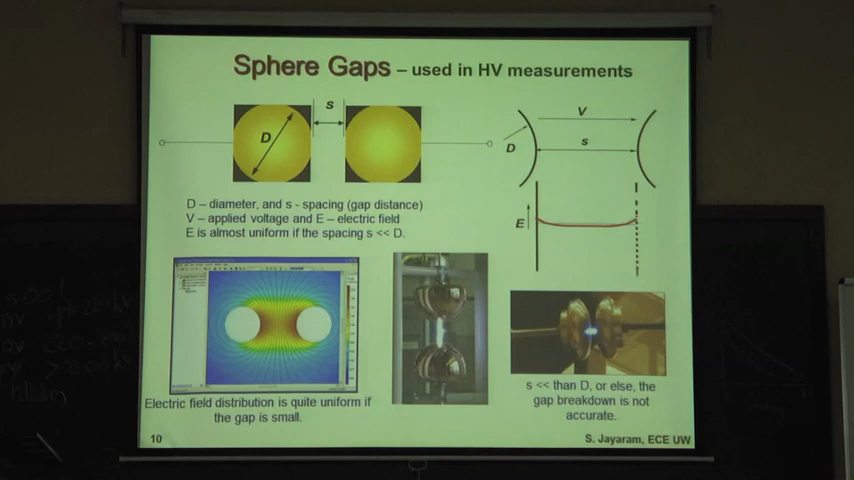 Sphere Gaps – used in HV measurements
s
D
V
s
D
E
D – diameter, and s - spacing (gap distance)
V – applied voltage and E – electric field
E is almost uniform if the spacing s << D.
Electric field distribution is quite uniform if
the gap is small.
s << than D, or else, the
gap breakdown is not
accurate.
10
S. Jayaram, ECE UW